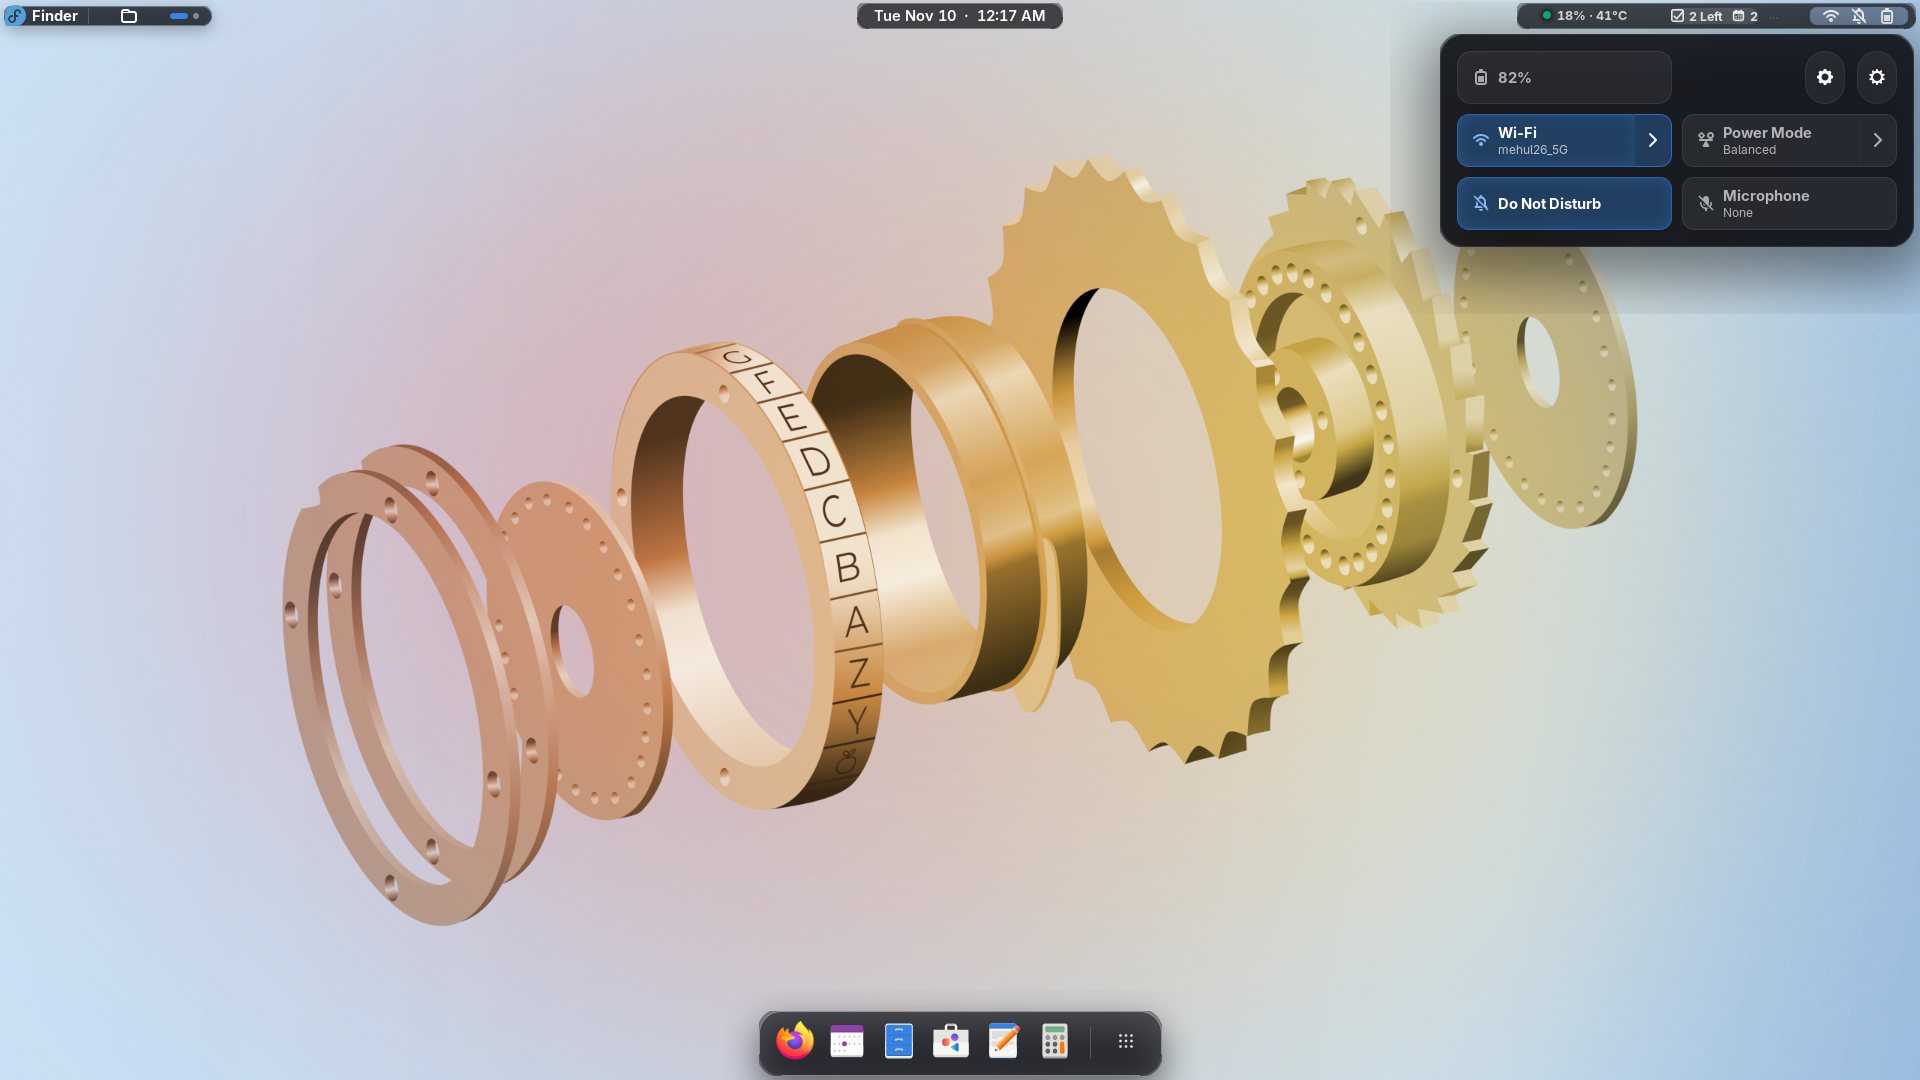 Finder
Tue Nov 10 · 12:17 AM
18% · 41°C
2 Left
2
...
82%
Wi-Fi
mehul26_5G
Power Mode
Balanced
Do Not Disturb
Microphone
None
G
F
E
D
C
B
A
Z
Y